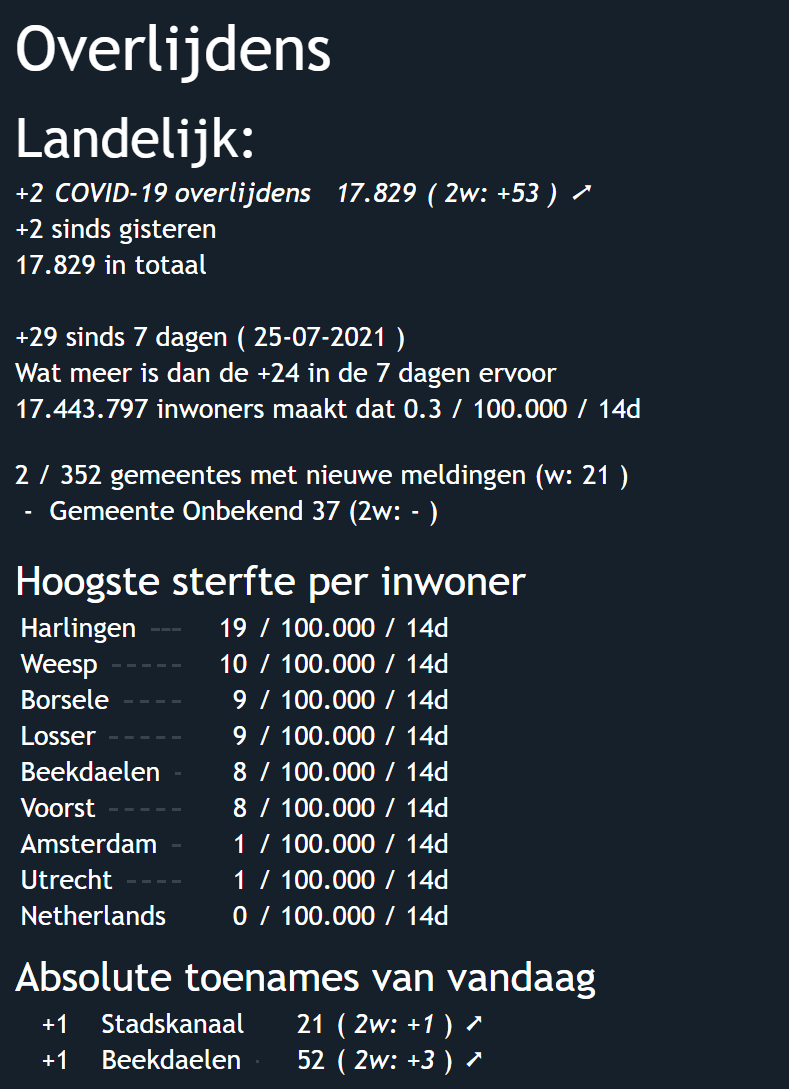 Overlijdens
Landelijk:
+2 COVID-19 overlijdens 17.829 ( 2w: +53 ) ↗
+2 sinds gisteren
17.829 in totaal
+29 sinds 7 dagen ( 25-07-2021 )
Wat meer is dan de +24 in de 7 dagen ervoor
17.443.797 inwoners maakt dat 0.3 / 100.000 / 14d
2 / 352 gemeentes met nieuwe meldingen (w: 21 )
- Gemeente Onbekend 37 (2w: - )
Hoogste sterfte per inwoner
Harlingen --- 19 / 100.000 / 14d
Weesp ----- 10 / 100.000 / 14d
Borsele ---- 9 / 100.000 / 14d
Losser ----- 9 / 100.000 / 14d
Beekdaelen - 8 / 100.000 / 14d
Voorst ----- 8 / 100.000 / 14d
Amsterdam - 1 / 100.000 / 14d
Utrecht ---- 1 / 100.000 / 14d
Netherlands 0 / 100.000 / 14d
Absolute toenames van vandaag
+1 Stadskanaal 21 ( 2w: +1 ) ↗
+1 Beekdaelen · 52 ( 2w: +3 ) ↗